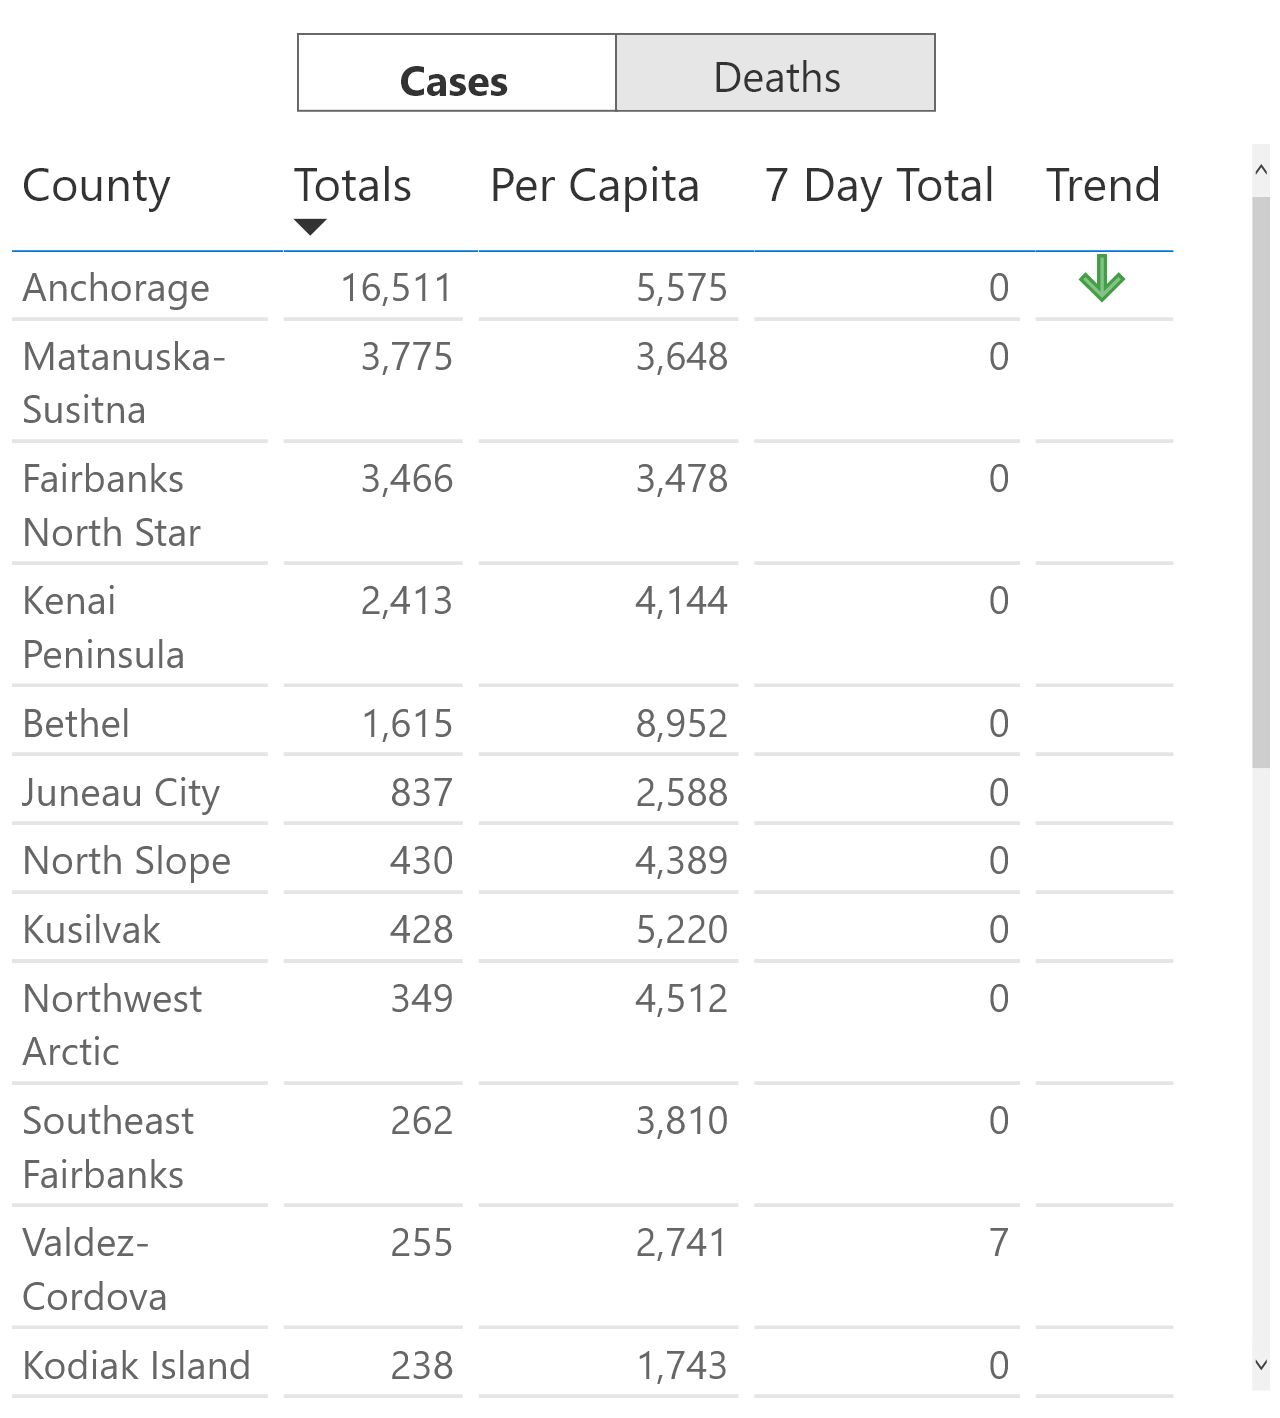 Cases Deaths
County Totals Per Capita 7 Day Total Trend
Anchorage 16,511 5,575 0
Matanuska- 3,775 3,648 0
Susitna
Fairbanks 3,466 3,478 0
North Star
Kenai 2,413 4,144 0
Peninsula
Bethel 1,615 8,952 0
Juneau City 837 2,588 0
North Slope 430 4,389 0
Kusilvak 428 5,220 0
Northwest 349 4,512 0
Arctic
Southeast 262 3,810 0
Fairbanks
Valdez- 255 2,741 7
Cordova
Kodiak Island 238 1,743 0